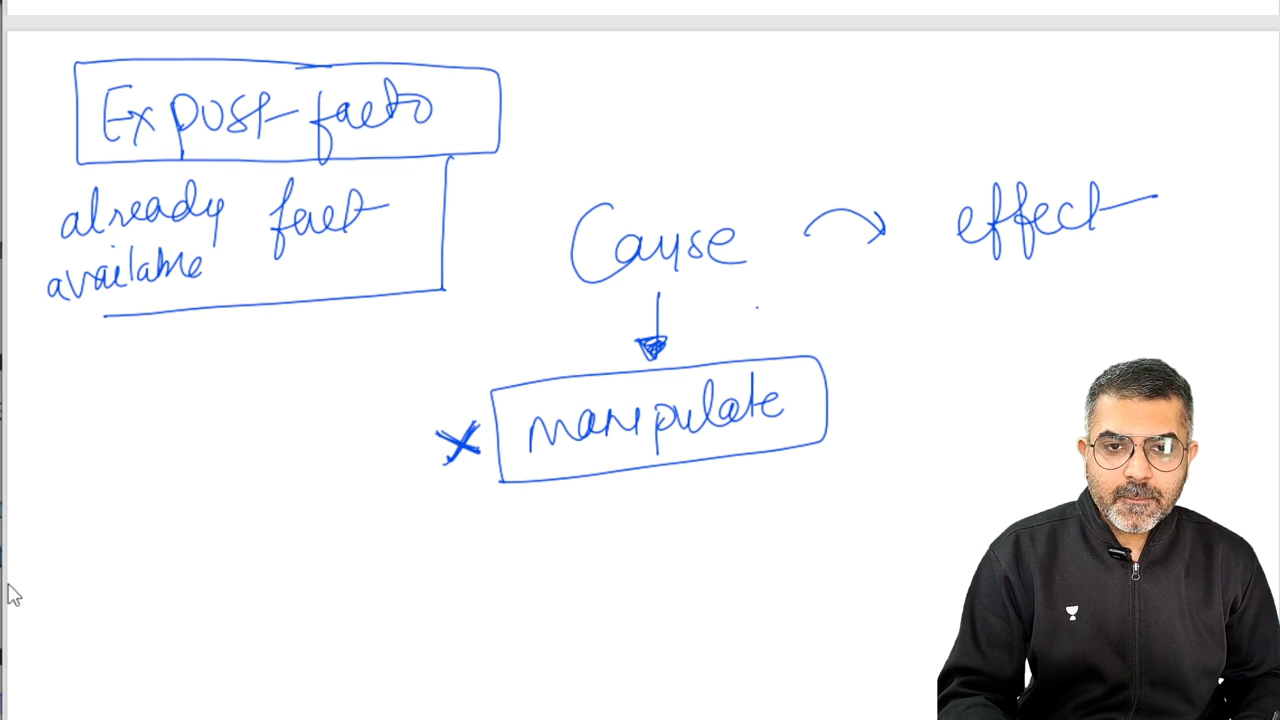 Ex post facto
already fact
available
Cause effect
manipulate